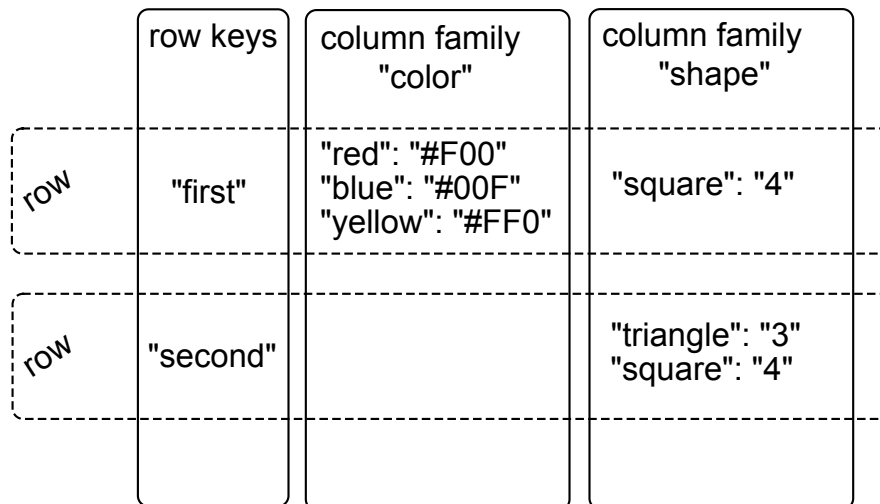 row keys
column family
"color"
column family
"shape"
row
"first"
"red": "#F00"
"blue": "#00F"
"yellow": "#FF0"
"square": "4"
row
"second"
"triangle": "3"
"square": "4"